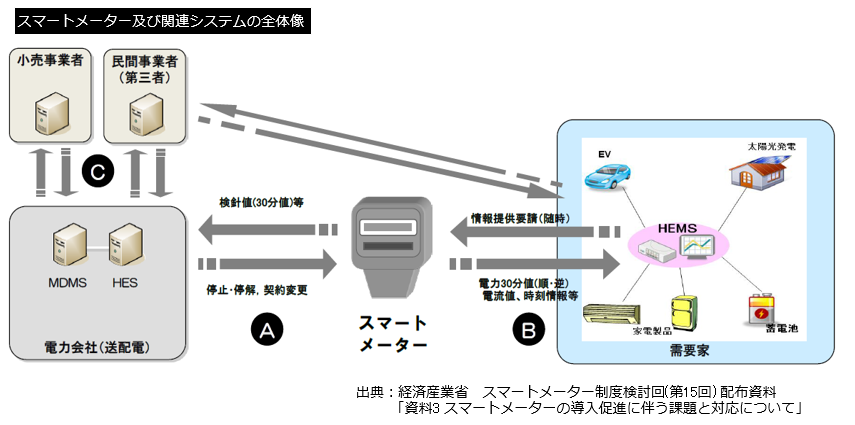 スマートメーター及び関連システムの全体像
小売事業者
民間事業者
（第三者）
C
MDMS
HES
電力会社（送配電）
検針値（30分値）等
停止・停解，契約変更
A
スマート
メーター
情報提供要請（随時）
電力30分値（順・逆）
電流値、時刻情報等
B
EV
太陽光発電
HEMS
家電製品
蓄電池
需要家
出典：経済産業省　スマートメーター制度検討回(第15回) 配布資料
「資料3 スマートメーターの導入促進に伴う課題と対応について」